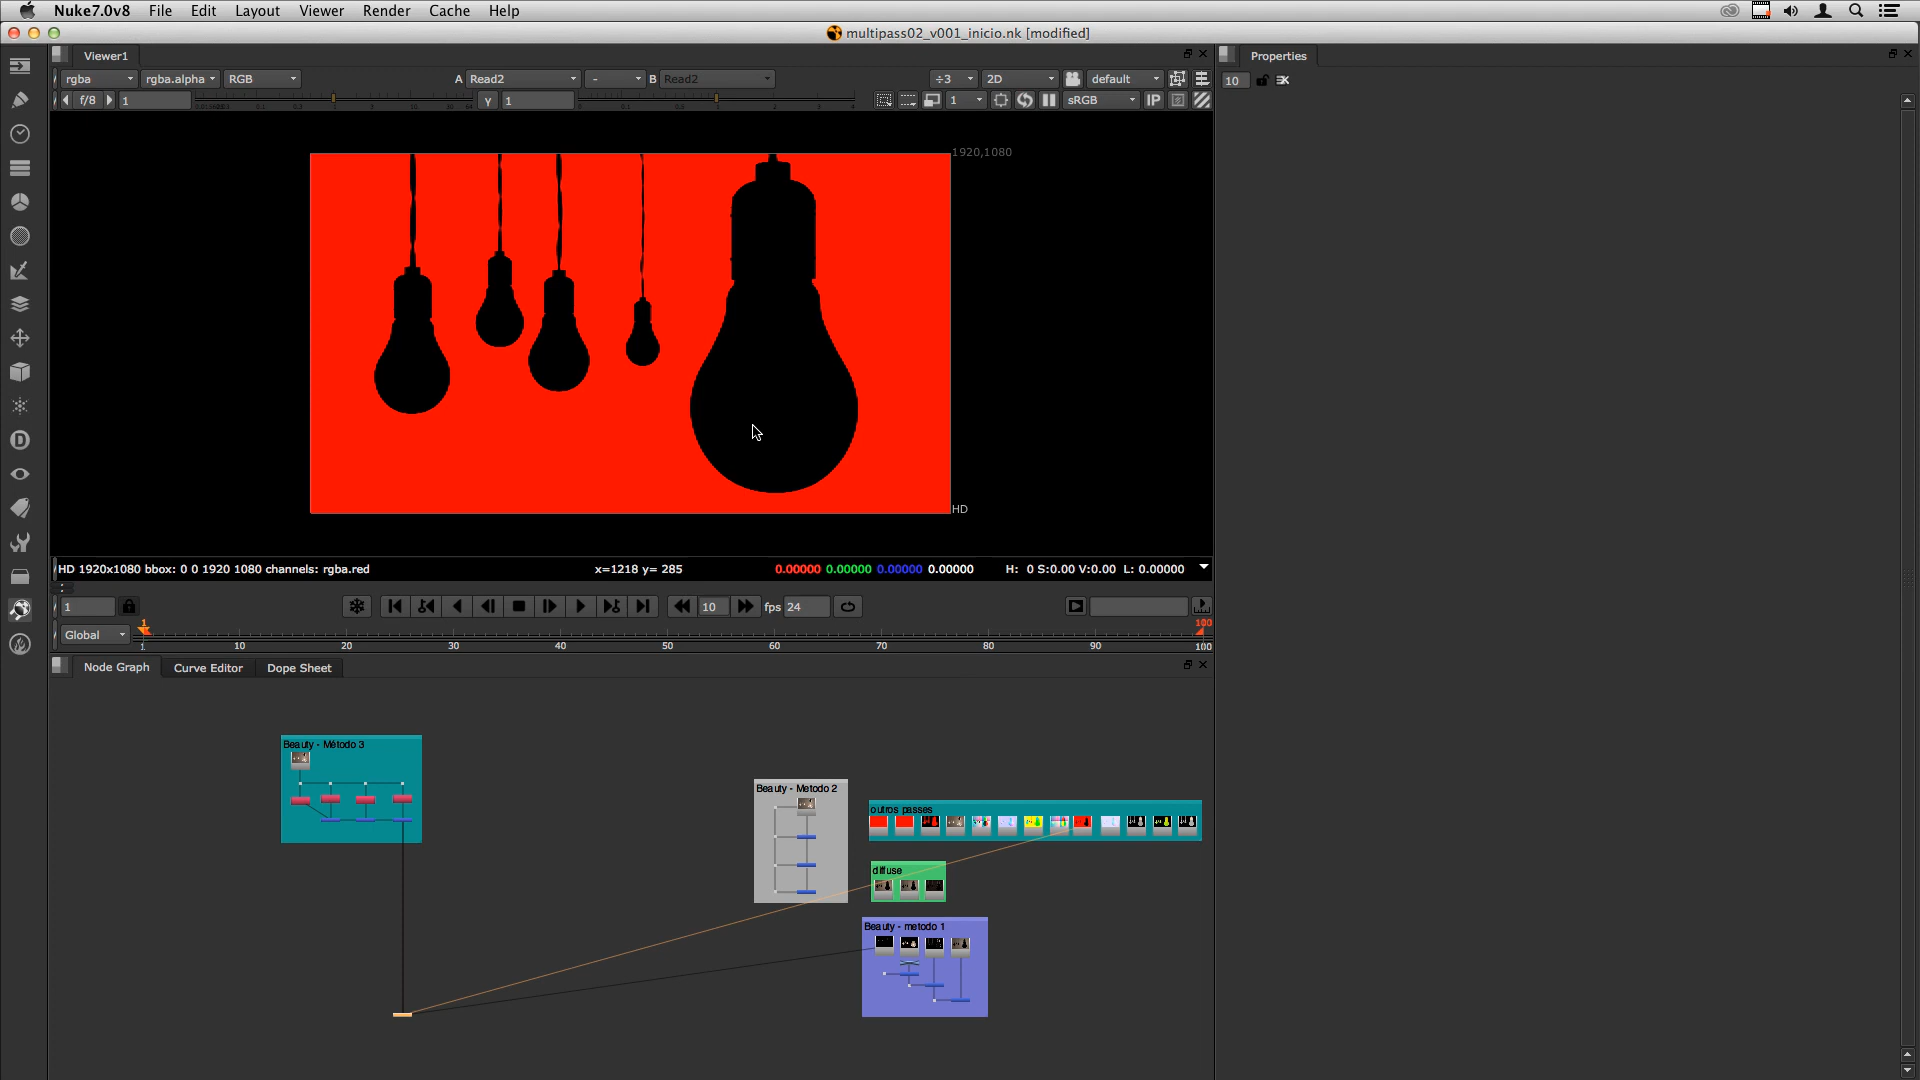 Nuke7.0v8 File Edit Layout Viewer Render Cache Help
multipass02_v001_inicio.nk [modified]
Viewer1
Properties
rgba rgba.alpha RGB A Read2 - B Read2 ÷3 2D default
10
f/8 1 Y 1 1 sRGB IP
1920,1080
HD
HD 1920x1080 bbox: 0 0 1920 1080 channels: rgba.red x=1218 y= 285 0.00000 0.00000 0.00000 0.00000 H: 0 S:0.00 V:0.00 L: 0.00000
1 10 fps 24
Global
1 100
1 10 20 30 40 50 60 70 80 90 100
Node Graph Curve Editor Dope Sheet
Beauty - Método 3
Beauty - Metodo 2
outros passes
diffuse
Beauty - metodo 1